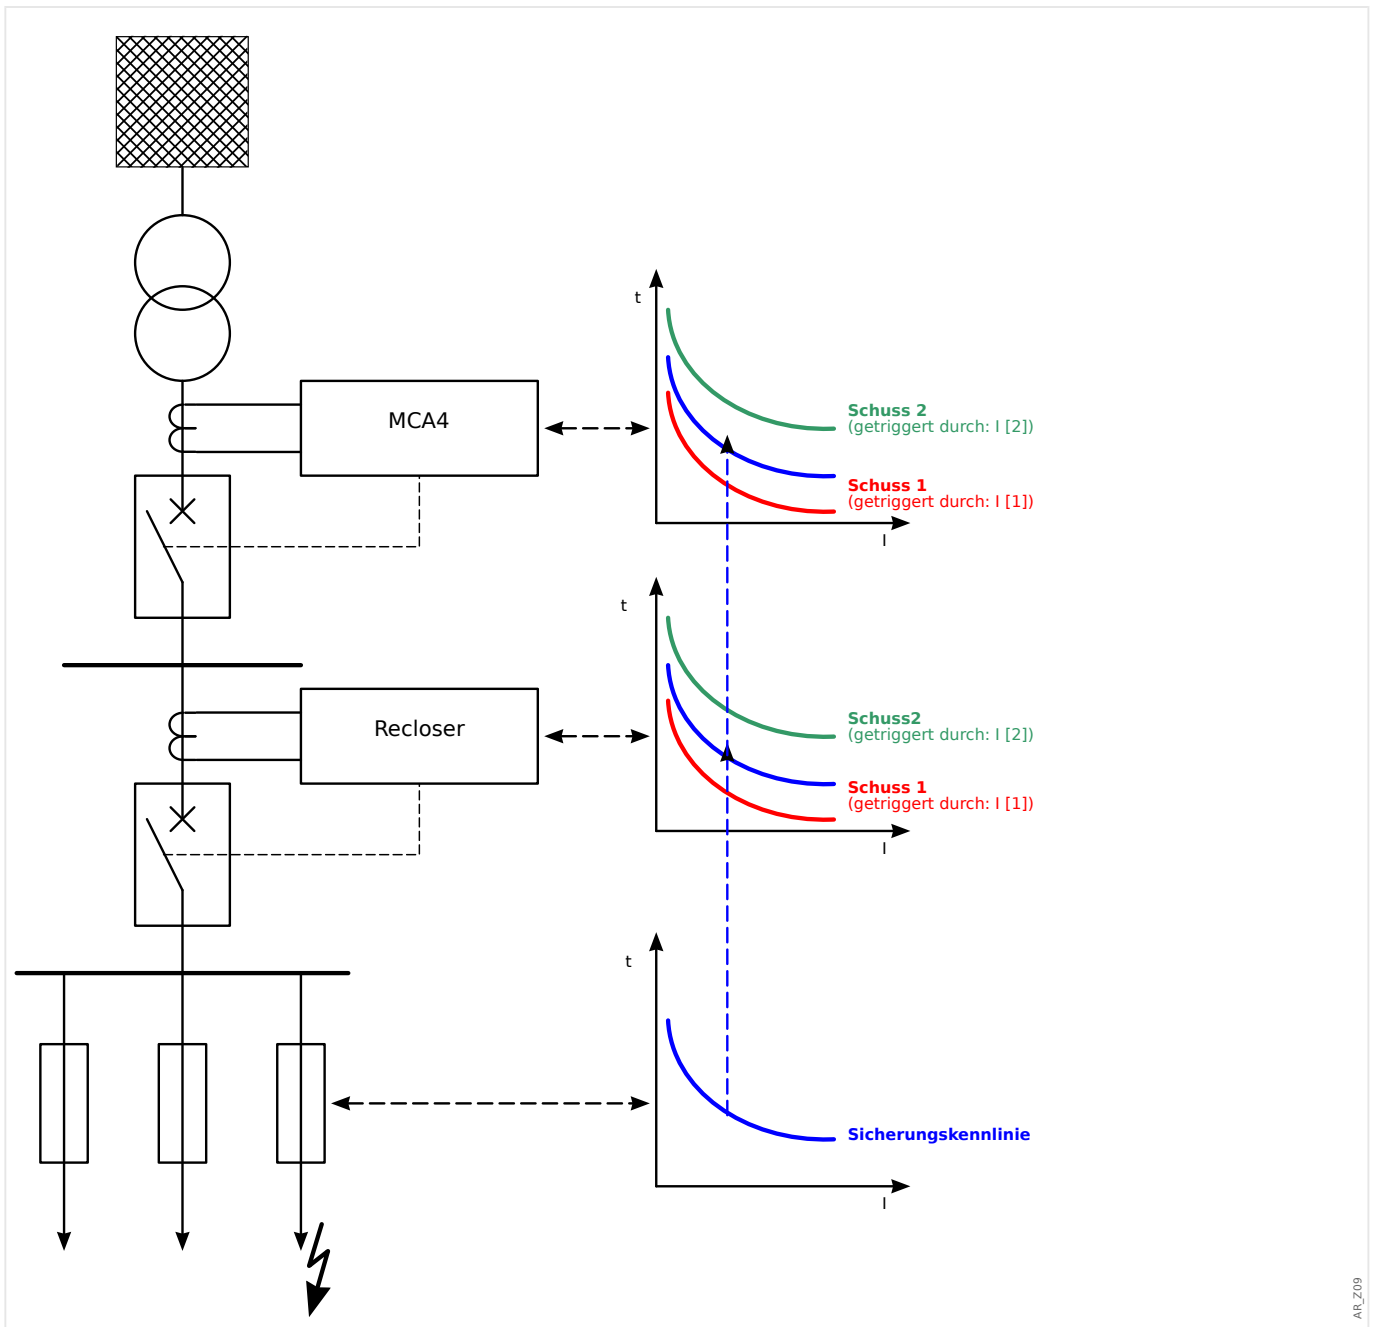 t
MCA4
Schuss 2
(getriggert durch: I [2])
Schuss 1
(getriggert durch: I [1])
I
t
Recloser
Schuss2
(getriggert durch: I [2])
Schuss 1
(getriggert durch: I [1])
I
t
Sicherungskennlinie
I
AR_Z09